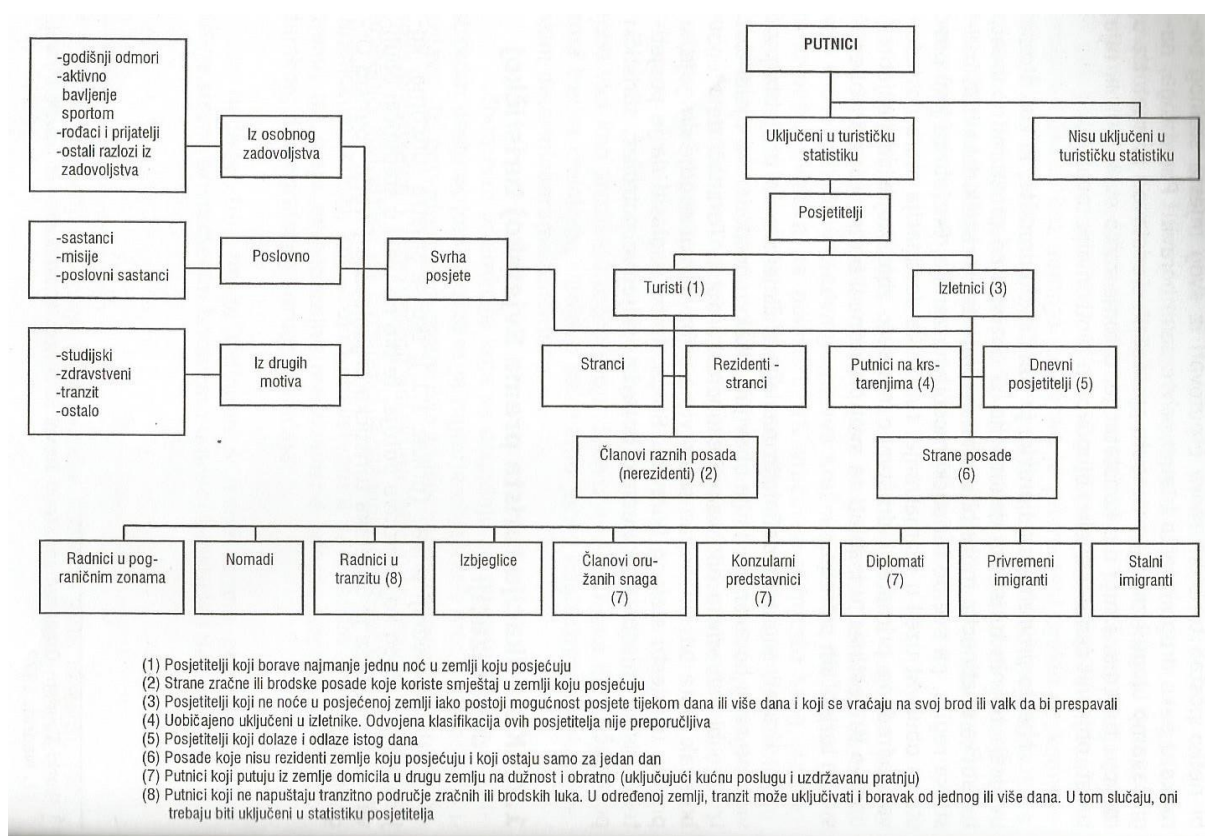 PUTNICI
Uključeni u turističku
statistiku
Nisu uključeni u
turističku statistiku
Posjetitelji
Turisti (1)
Izletnici (3)
Stranci
Rezidenti -
stranci
Članovi raznih posada
(nerezidenti) (2)
Putnici na krs-
tarenjima (4)
Dnevni
posjetitelji (5)
Strane posade
(6)
Svrha
posjete
Iz osobnog
zadovoljstva
-godišnji odmori
-aktivno
bavljenje
sportom
-rođaci i prijatelji
-ostali razlozi iz
zadovoljstva
Poslovno
-sastanci
-misije
-poslovni sastanci
Iz drugih
motiva
-studijski
-zdravstveni
-tranzit
-ostalo
Radnici u pog-
raničnim zonama
Nomadi
Radnici u
tranzitu (8)
Izbjeglice
Članovi oru-
žanih snaga
(7)
Konzularni
predstavnici
(7)
Diplomati
(7)
Privremeni
imigranti
Stalni
imigranti
(1) Posjetitelji koji borave najmanje jednu noć u zemlji koju posjećuju
(2) Strane zračne ili brodske posade koje koriste smještaj u zemlji koju posjećuju
(3) Posjetitelji koji ne noće u posjećenoj zemlji iako postoji mogućnost posjete tijekom dana ili više dana i koji se vraćaju na svoj brod ili valk da bi prespavali
(4) Uobičajeno uključeni u izletnike. Odvojena klasifikacija ovih posjetitelja nije preporučljiva
(5) Posjetitelji koji dolaze i odlaze istog dana
(6) Posade koje nisu rezidenti zemlje koju posjećuju i koji ostaju samo za jedan dan
(7) Putnici koji putuju iz zemlje domicila u drugu zemlju na dužnost i obratno (uključujući kućnu poslugu i uzdržavanu pratnju)
(8) Putnici koji ne napuštaju tranzitno područje zračnih ili brodskih luka. U određenoj zemlji, tranzit može uključivati i boravak od jednog ili više dana. U tom slučaju, oni
trebaju biti uključeni u statistiku posjetitelja